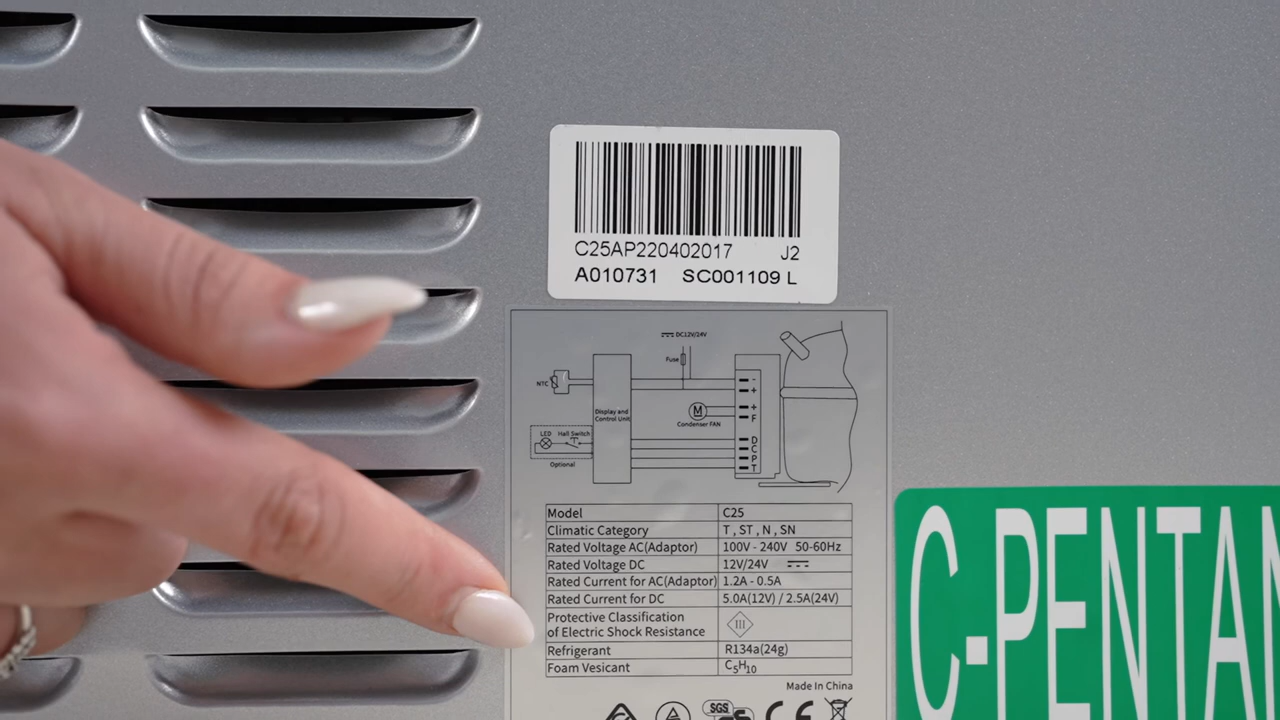 C25AP220402017 J2
A010731 SC001109 L
DC12V/24V
Fuse
NTC
Display and
Control Unit
M
Condenser FAN
LED Hall Switch
Optional
-
+
+
F
D
C
P
T
Model C25
Climatic Category T , ST , N , SN
Rated Voltage AC(Adaptor) 100V - 240V 50-60Hz
Rated Voltage DC 12V/24V
Rated Current for AC(Adaptor) 1.2A - 0.5A
Rated Current for DC 5.0A(12V) / 2.5A(24V)
Protective Classification
of Electric Shock Resistance III
Refrigerant R134a(24g)
Foam Vesicant C₅H₁₀
Made In China
SGS
CE
C-PENTAN